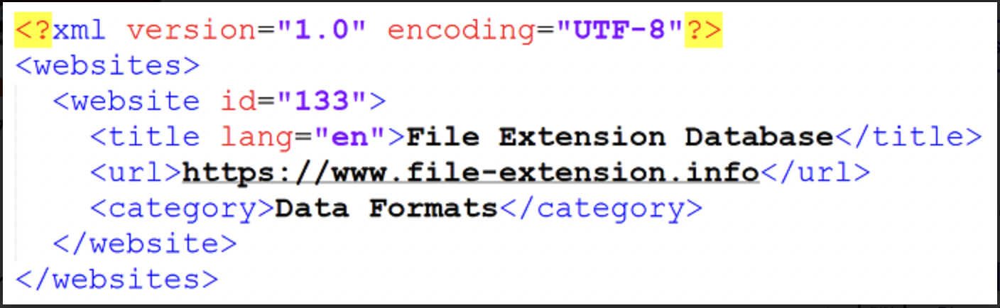 <?xml version="1.0" encoding="UTF-8"?>
<websites>
  <website id="133">
    <title lang="en">File Extension Database</title>
    <url>https://www.file-extension.info</url>
    <category>Data Formats</category>
  </website>
</websites>